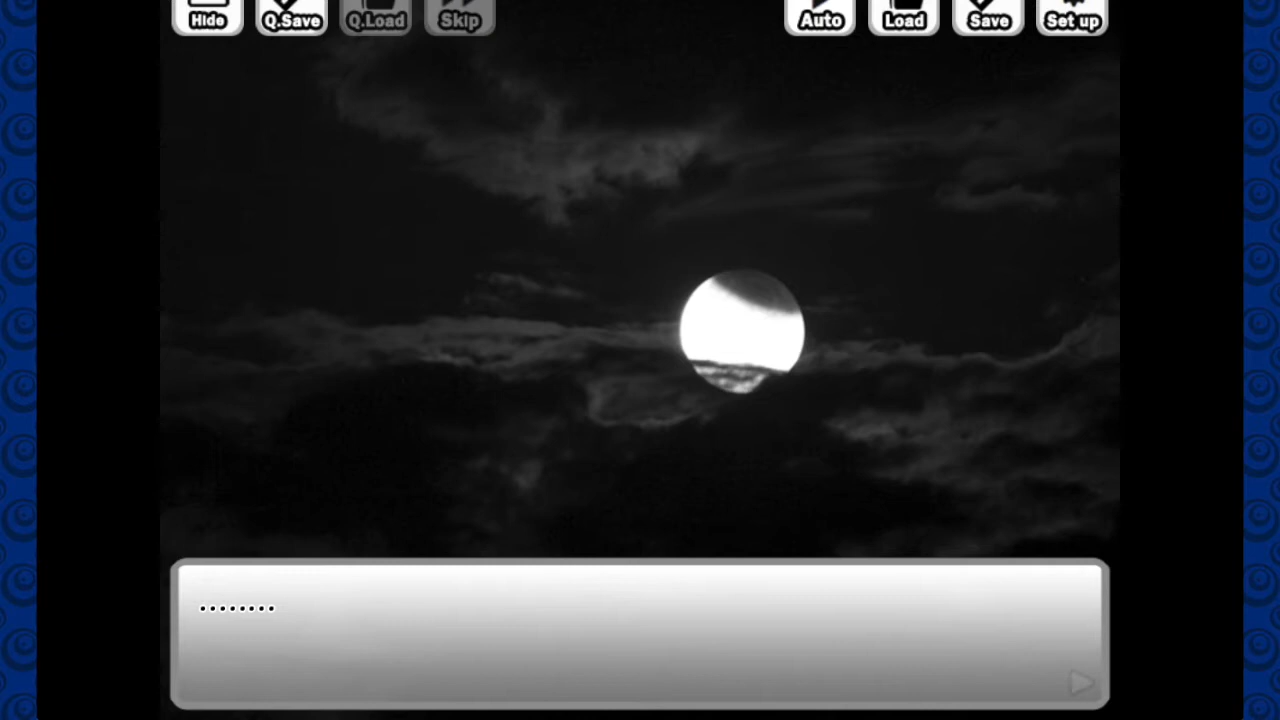 Hide Q.Save Q.Load Skip Auto Load Save Set up
........